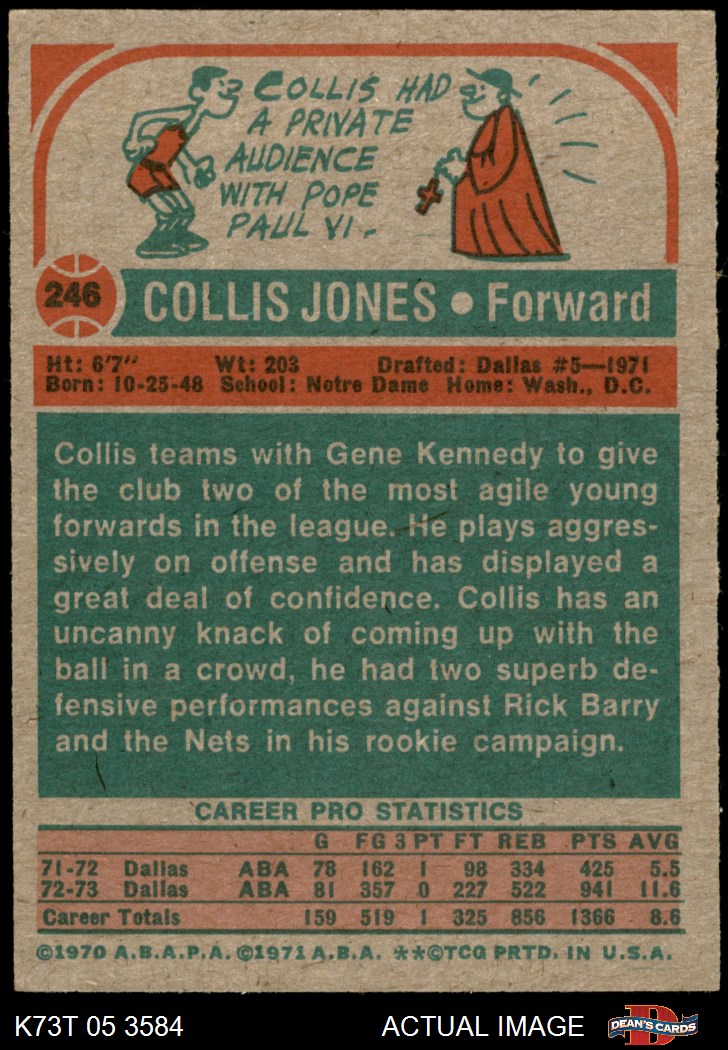 COLLIS HAD
A PRIVATE
AUDIENCE
WITH POPE
PAUL VI.
246 COLLIS JONES • Forward
Ht: 6'7" Wt: 203 Drafted: Dallas #5—1971
Born: 10-25-48 School: Notre Dame Home: Wash., D.C.
Collis teams with Gene Kennedy to give
the club two of the most agile young
forwards in the league. He plays aggres-
sively on offense and has displayed a
great deal of confidence. Collis has an
uncanny knack of coming up with the
ball in a crowd, he had two superb de-
fensive performances against Rick Barry
and the Nets in his rookie campaign.
CAREER PRO STATISTICS
G FG 3 PT FT REB PTS AVG
71-72 Dallas ABA 78 162 1 98 334 425 5.5
72-73 Dallas ABA 81 357 0 227 522 941 11.6
Career Totals 159 519 1 325 856 1366 8.6
©1970 A.B.A.P.A. ©1971 A.B.A. **©TCG PRTD. IN U.S.A.
K73T 05 3584 ACTUAL IMAGE D DEAN'S CARDS